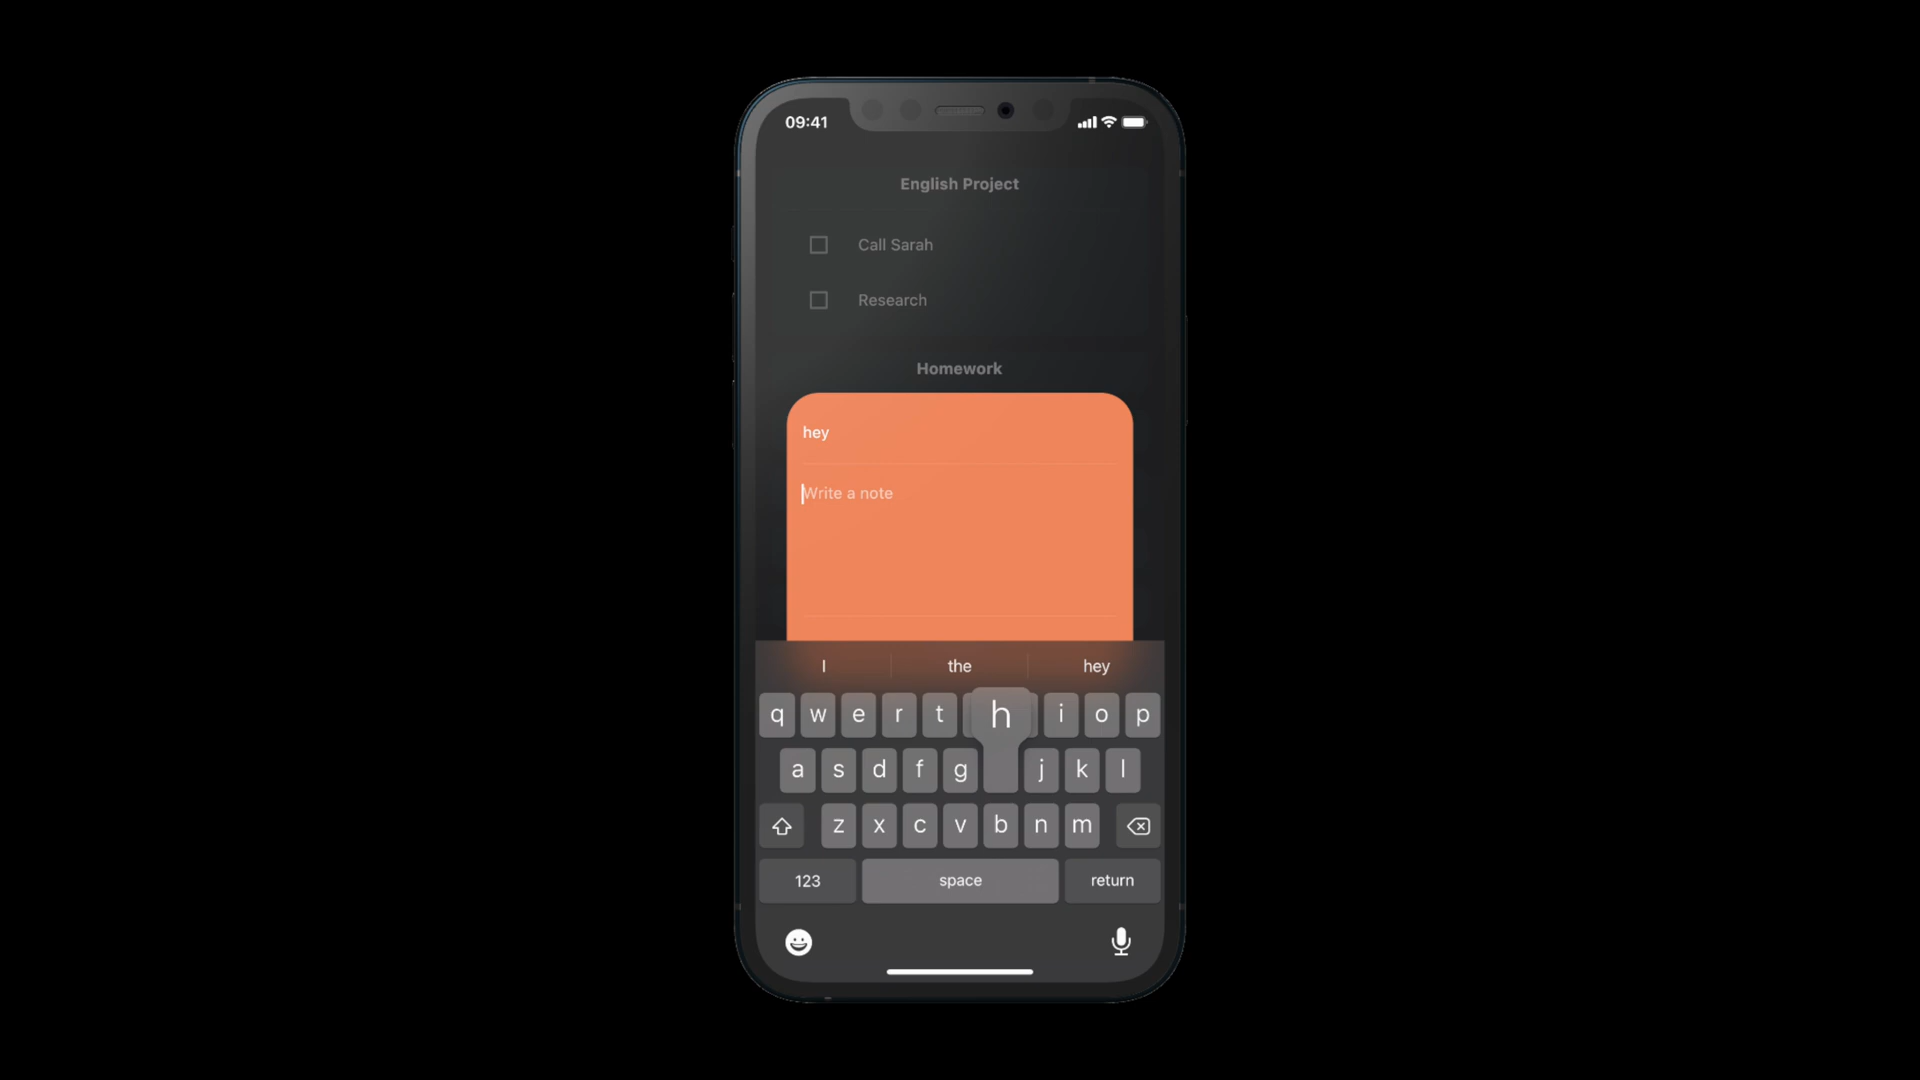 09:41
English Project
Call Sarah
Research
Homework
hey
Write a note
I the hey
q w e r t h i o p
a s d f g j k l
z x c v b n m
123 space return